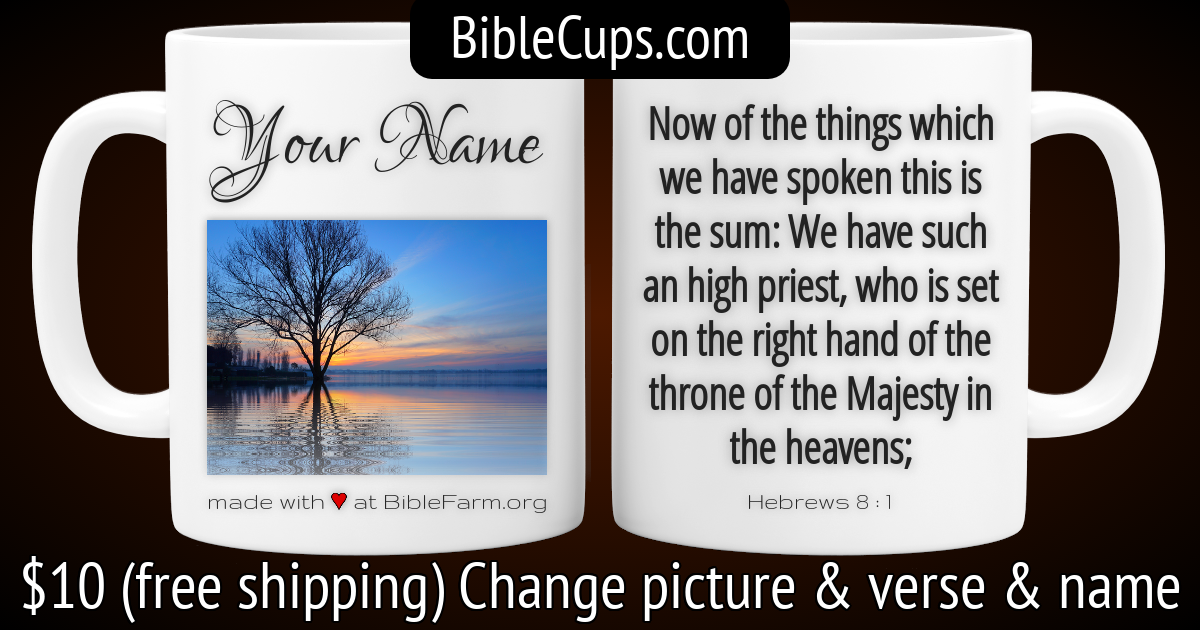 BibleCups.com
Your Name
made with ♥ at BibleFarm.org
Now of the things which
we have spoken this is
the sum: We have such
an high priest, who is set
on the right hand of the
throne of the Majesty in
the heavens;
Hebrews 8 : 1
$10 (free shipping) Change picture & verse & name